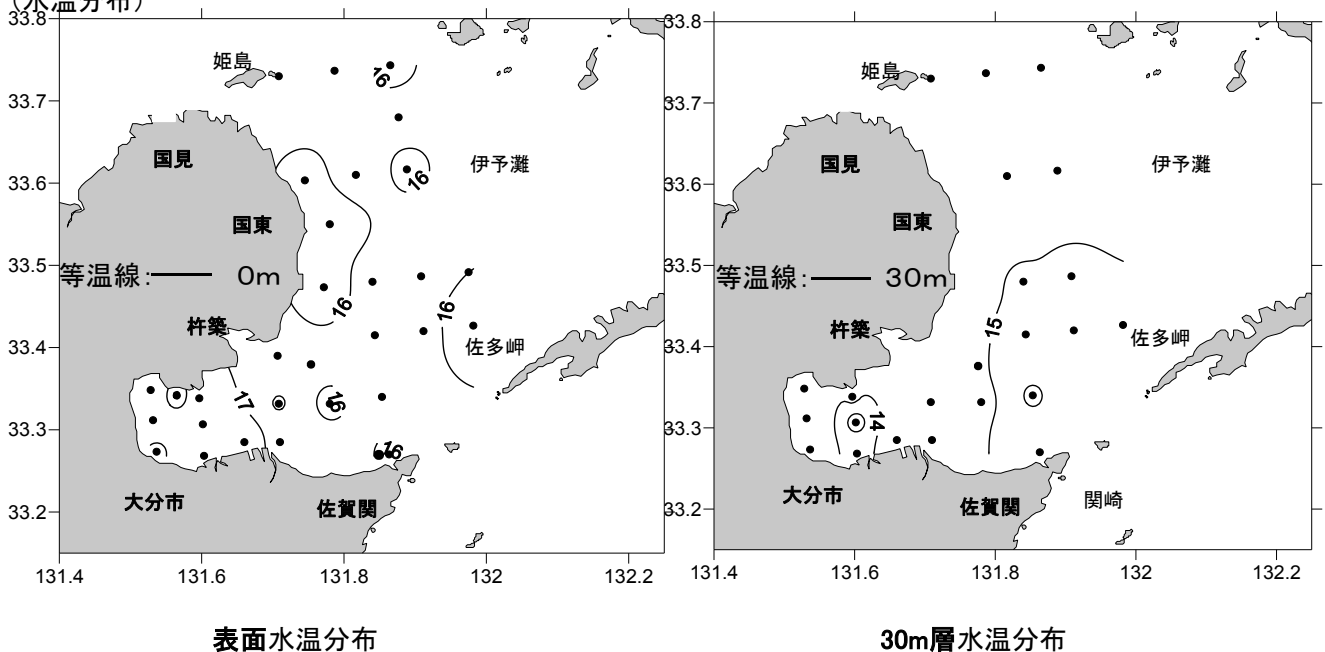 (水温分布)
33.8
33.7
33.6
33.5
33.4
33.3
33.2
131.4 131.6 131.8 132 132.2
姫島
国見
国東
伊予灘
等温線: 0m
杵築
佐多岬
大分市
佐賀関
16
16
16
16
17
16
16
表面水温分布
33.8
33.7
33.6
33.5
33.4
33.3
33.2
131.4 131.6 131.8 132 132.2
姫島
国見
国東
伊予灘
等温線: 30m
杵築
佐多岬
大分市
佐賀関
関崎
15
14
30m層水温分布